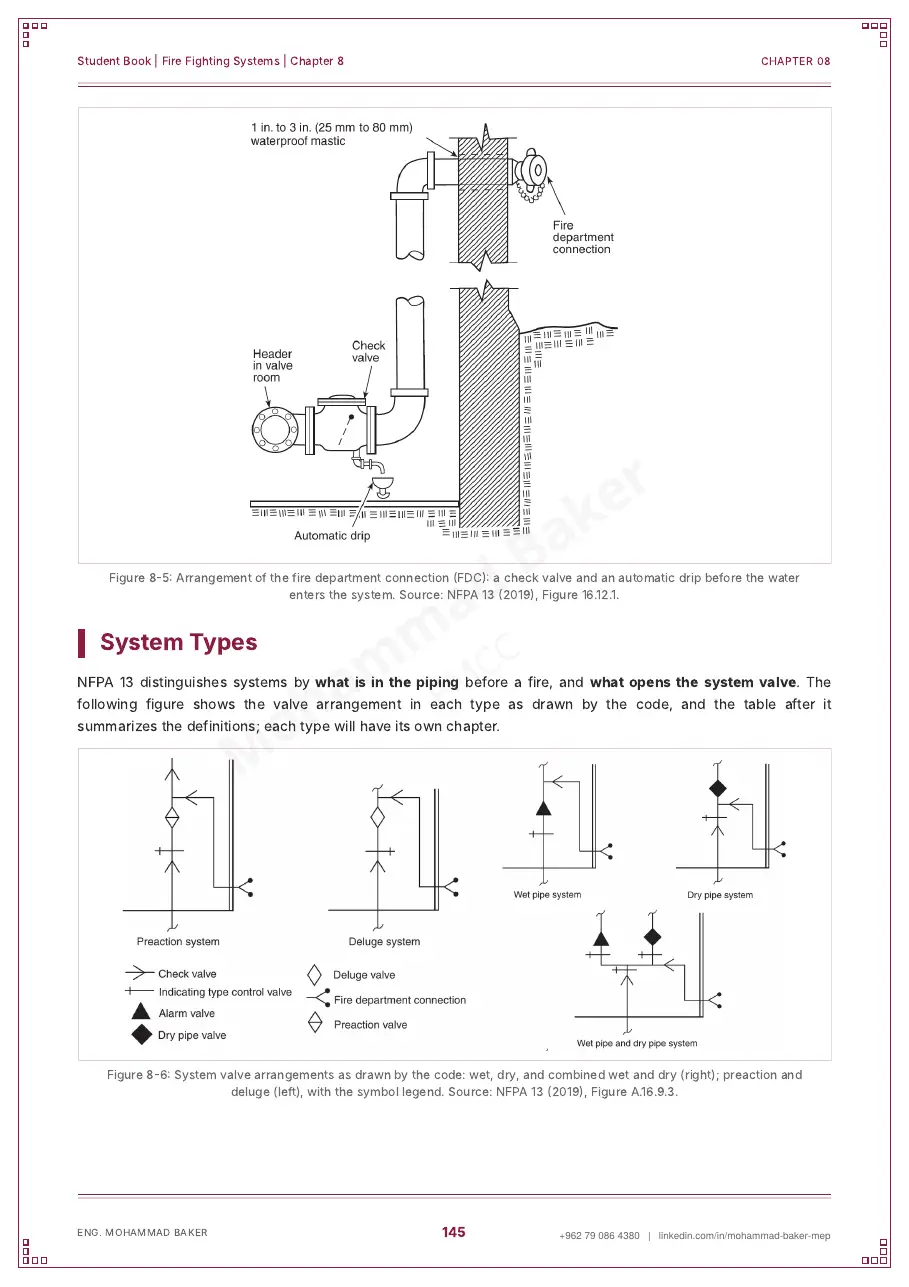 Student Book | Fire Fighting Systems | Chapter 8
CHAPTER 08
1 in. to 3 in. (25 mm to 80 mm)
waterproof mastic
Fire
department
connection
Header
in valve
room
Check
valve
Automatic drip
Figure 8-5: Arrangement of the fire department connection (FDC): a check valve and an automatic drip before the water
enters the system. Source: NFPA 13 (2019), Figure 16.12.1.
System Types
NFPA 13 distinguishes systems by what is in the piping before a fire, and what opens the system valve. The
following figure shows the valve arrangement in each type as drawn by the code, and the table after it
summarizes the definitions; each type will have its own chapter.
Preaction system
Deluge system
Wet pipe system
Dry pipe system
Check valve
Indicating type control valve
Alarm valve
Dry pipe valve
Deluge valve
Fire department connection
Preaction valve
Wet pipe and dry pipe system
Figure 8-6: System valve arrangements as drawn by the code: wet, dry, and combined wet and dry (right); preaction and
deluge (left), with the symbol legend. Source: NFPA 13 (2019), Figure A.16.9.3.
Mohammad Baker
ENG. MOHAMMAD BAKER
145
+962 79 086 4380 | linkedin.com/in/mohammad-baker-mep